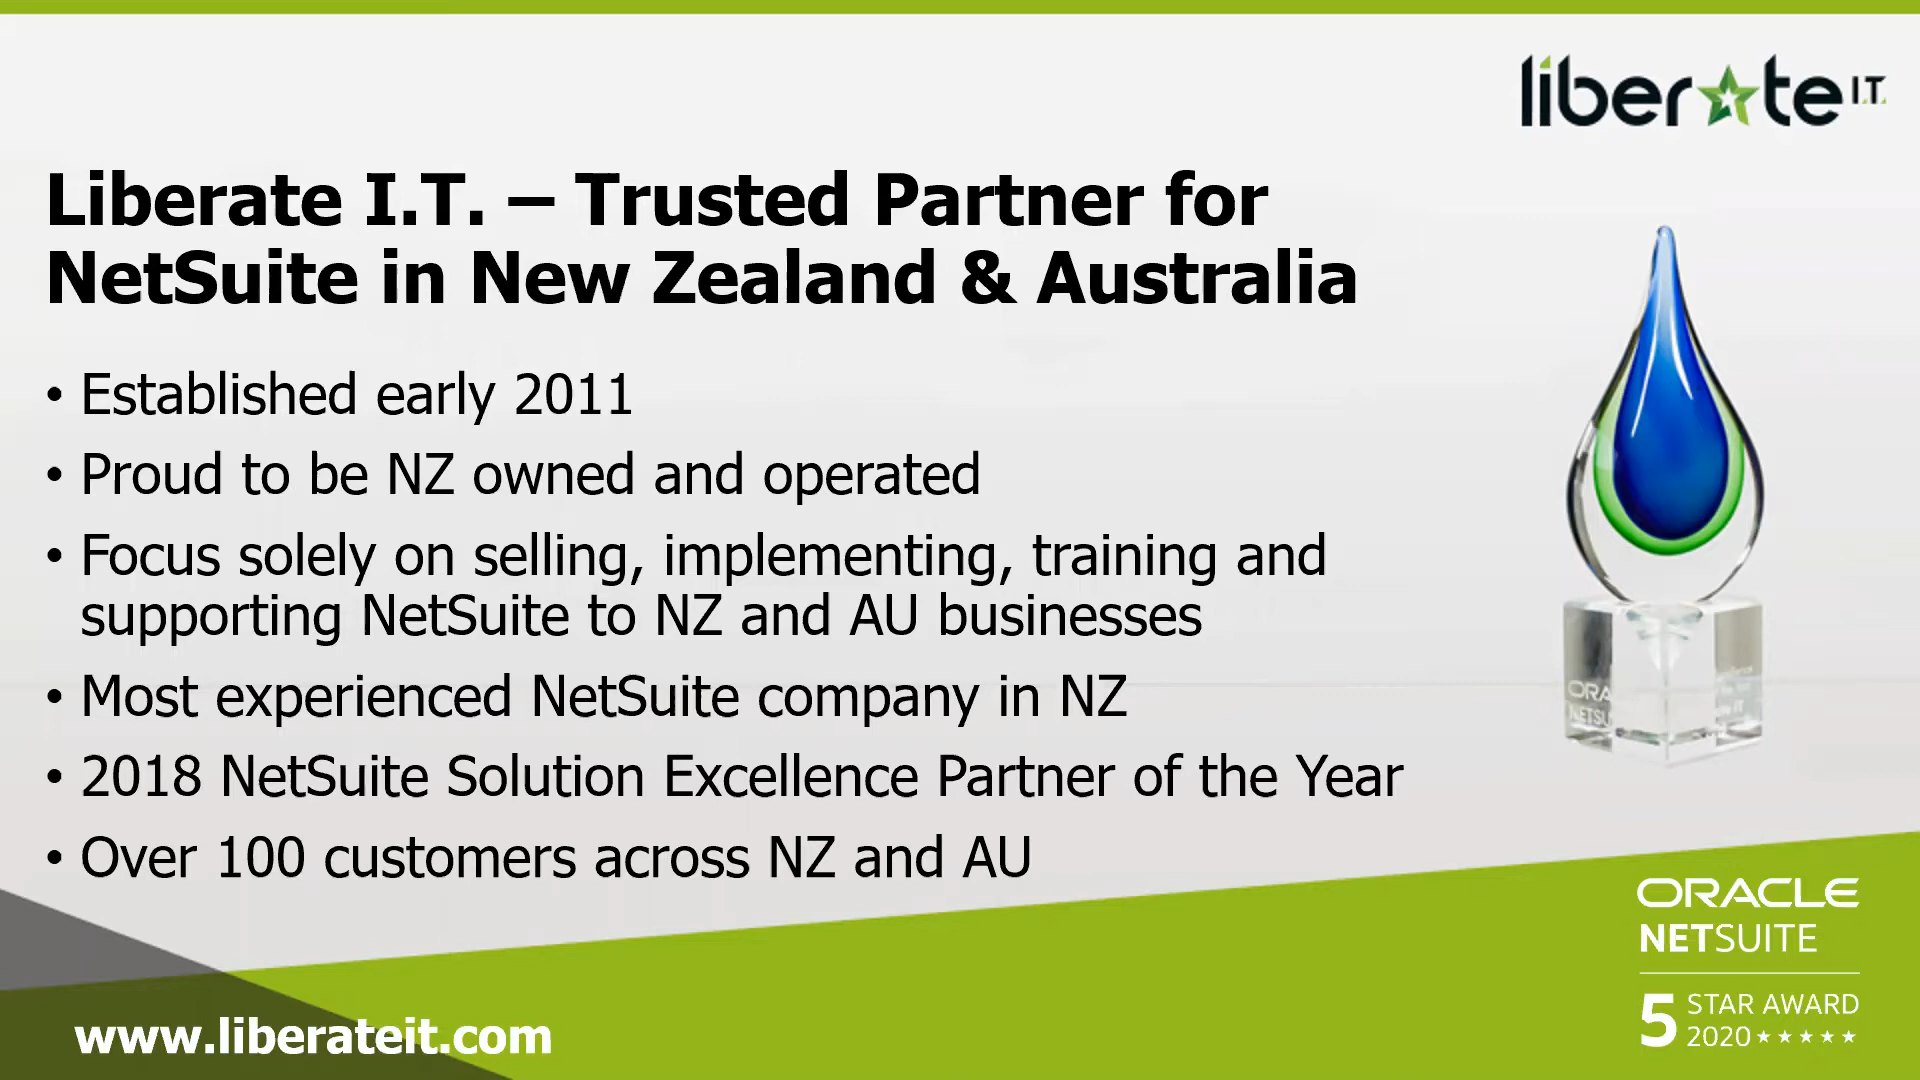 liberate I.T.
Liberate I.T. – Trusted Partner for
NetSuite in New Zealand & Australia
• Established early 2011
• Proud to be NZ owned and operated
• Focus solely on selling, implementing, training and
supporting NetSuite to NZ and AU businesses
• Most experienced NetSuite company in NZ
• 2018 NetSuite Solution Excellence Partner of the Year
• Over 100 customers across NZ and AU
ORACLE
NETSUITE
5 STAR AWARD
2020 ★★★★★
www.liberateit.com